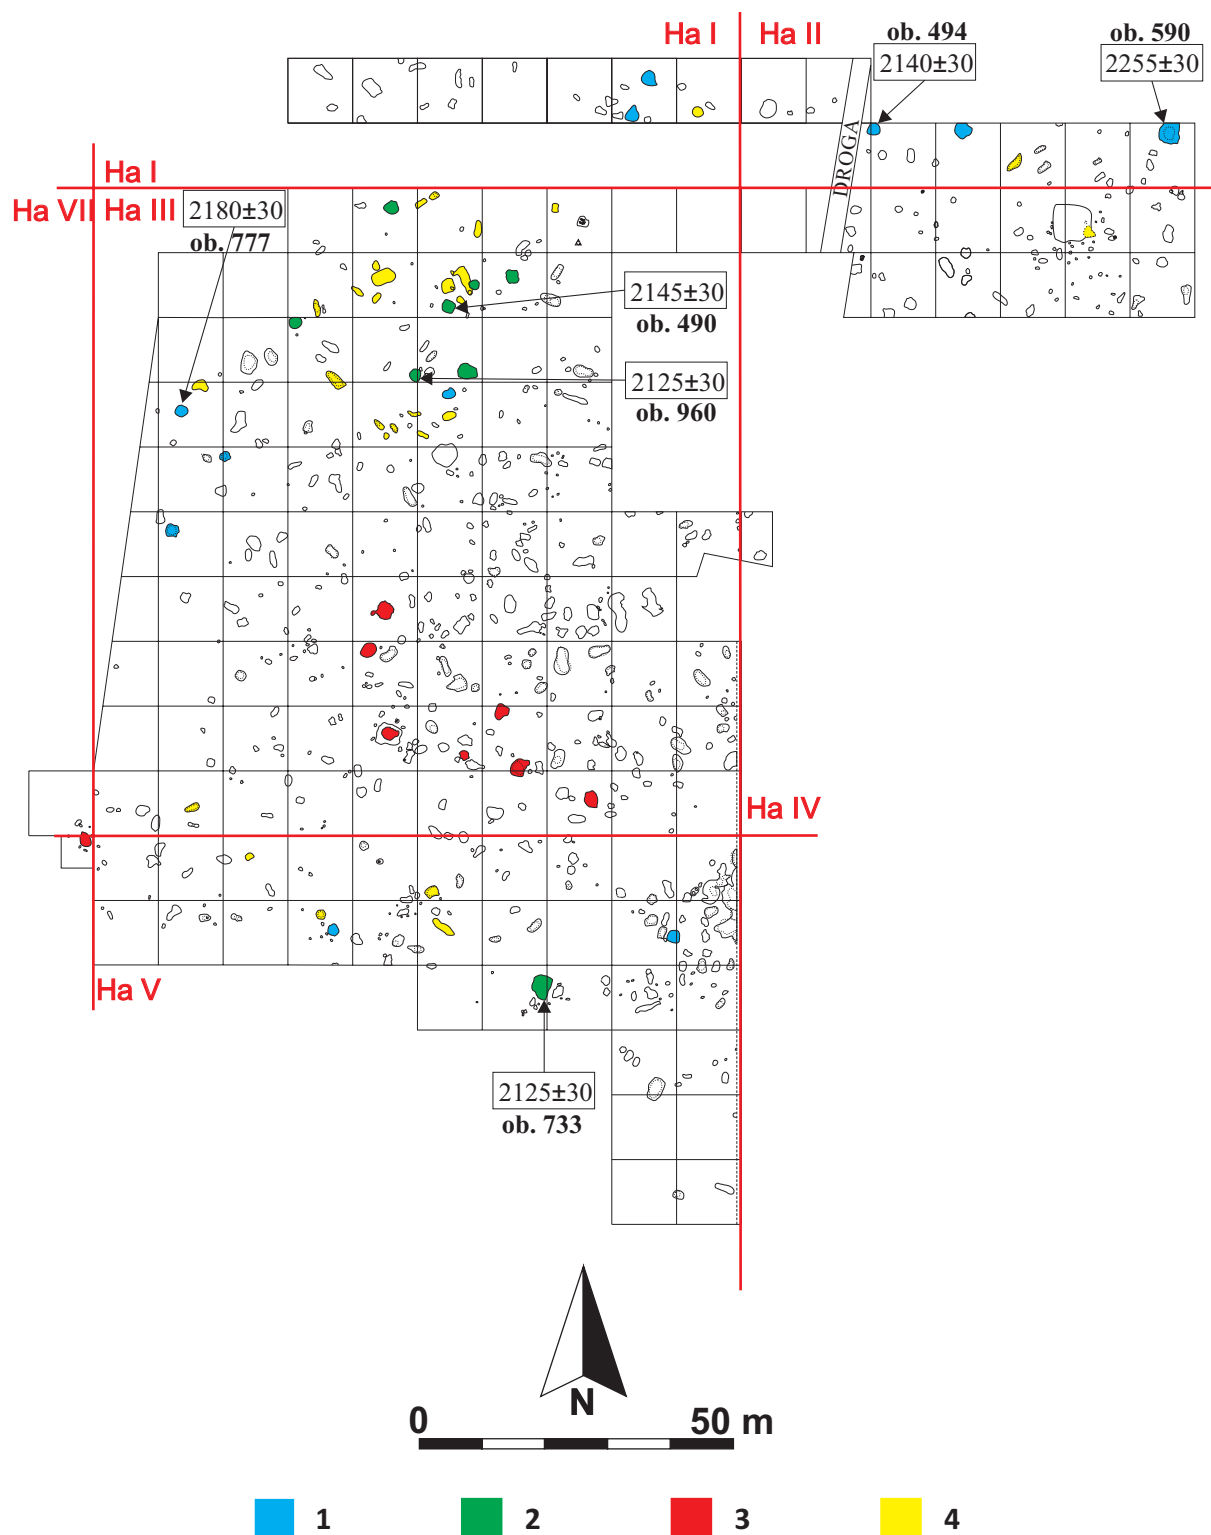 Ha I Ha II
ob. 494
2140±30
ob. 590
2255±30
DROGA
Ha I
Ha VII Ha III
2180±30
ob. 777
2145±30
ob. 490
2125±30
ob. 960
Ha IV
Ha V
2125±30
ob. 733
N
0 50 m
1 2 3 4